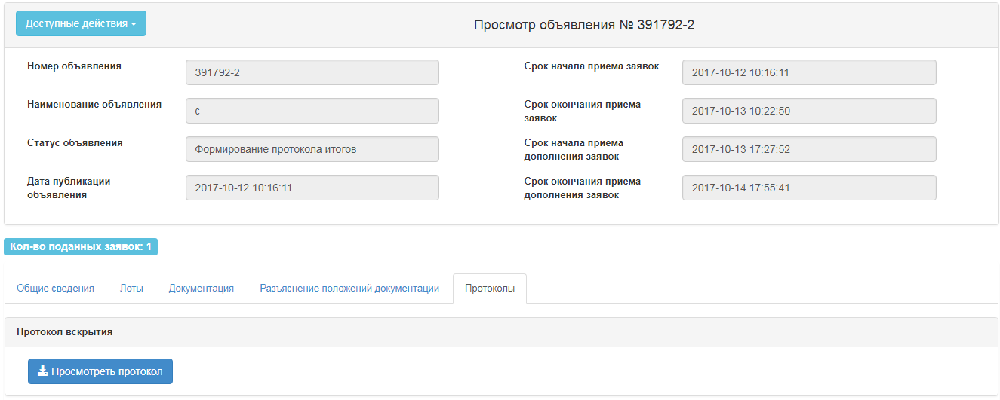 Доступные действия
Просмотр объявления № 391792-2
Номер объявления
391792-2
Срок начала приема заявок
2017-10-12 10:16:11
Наименование объявления
с
Срок окончания приема
заявок
2017-10-13 10:22:50
Статус объявления
Формирование протокола итогов
Срок начала приема
дополнения заявок
2017-10-13 17:27:52
Дата публикации
объявления
2017-10-12 10:16:11
Срок окончания приема
дополнения заявок
2017-10-14 17:55:41
Кол-во поданных заявок: 1
Общие сведения
Лоты
Документация
Разъяснение положений документации
Протоколы
Протокол вскрытия
Просмотреть протокол